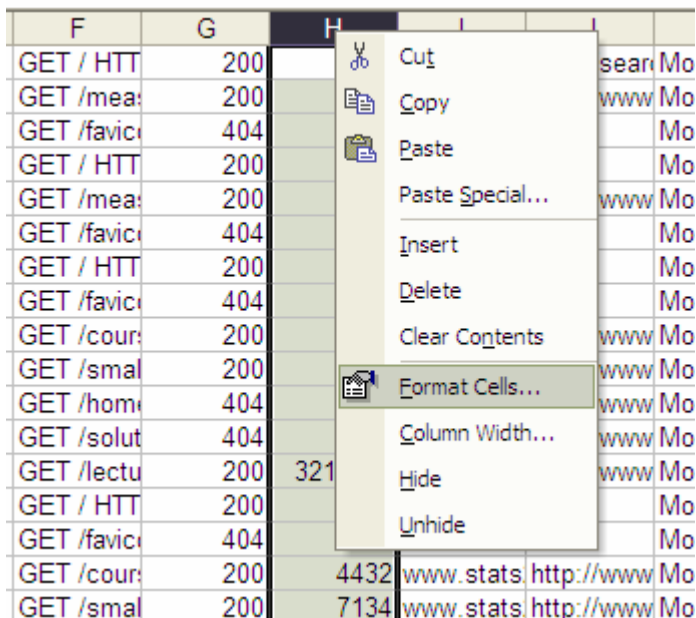 F G H
GET / HTT 200 sear Mo
GET /mea 200 www Mo
GET /favic 404 Mo
GET / HTT 200 Mo
GET /mea 200 www Mo
GET /favic 404 Mo
GET / HTT 200 Mo
GET /favic 404 Mo
GET /cour 200 www Mo
GET /smal 200 www Mo
GET /hom 404 www Mo
GET /solut 404 www Mo
GET /lectu 200 321 www Mo
GET / HTT 200 Mo
GET /favic 404 Mo
GET /cour 200 4432 www.stats. http://www Mo
GET /smal 200 7134 www.stats. http://www Mo
Cut
Copy
Paste
Paste Special...
Insert
Delete
Clear Contents
Format Cells...
Column Width...
Hide
Unhide